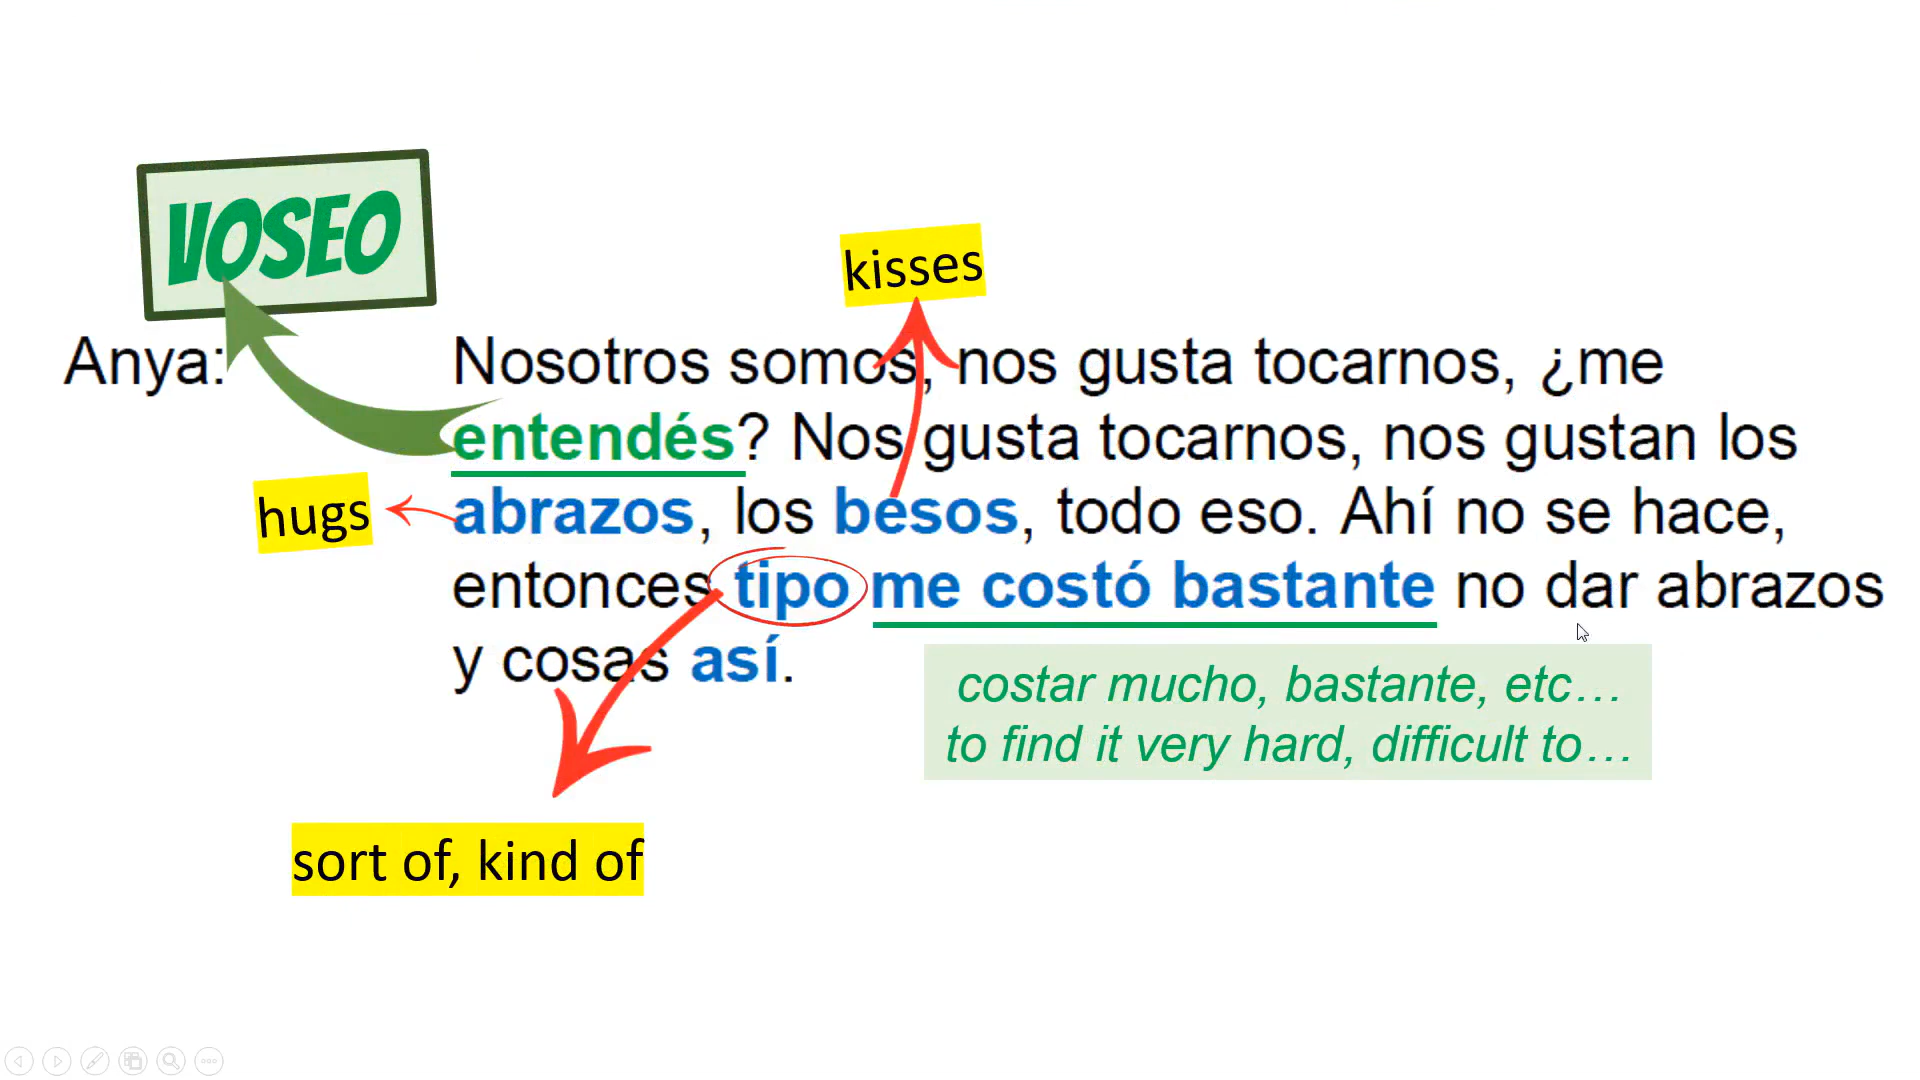 VOSEO
kisses
Anya: Nosotros somos, nos gusta tocarnos, ¿me
entendés? Nos gusta tocarnos, nos gustan los
hugs
abrazos, los besos, todo eso. Ahí no se hace,
entonces tipo me costó bastante no dar abrazos
y cosas así.
costar mucho, bastante, etc…
to find it very hard, difficult to…
sort of, kind of